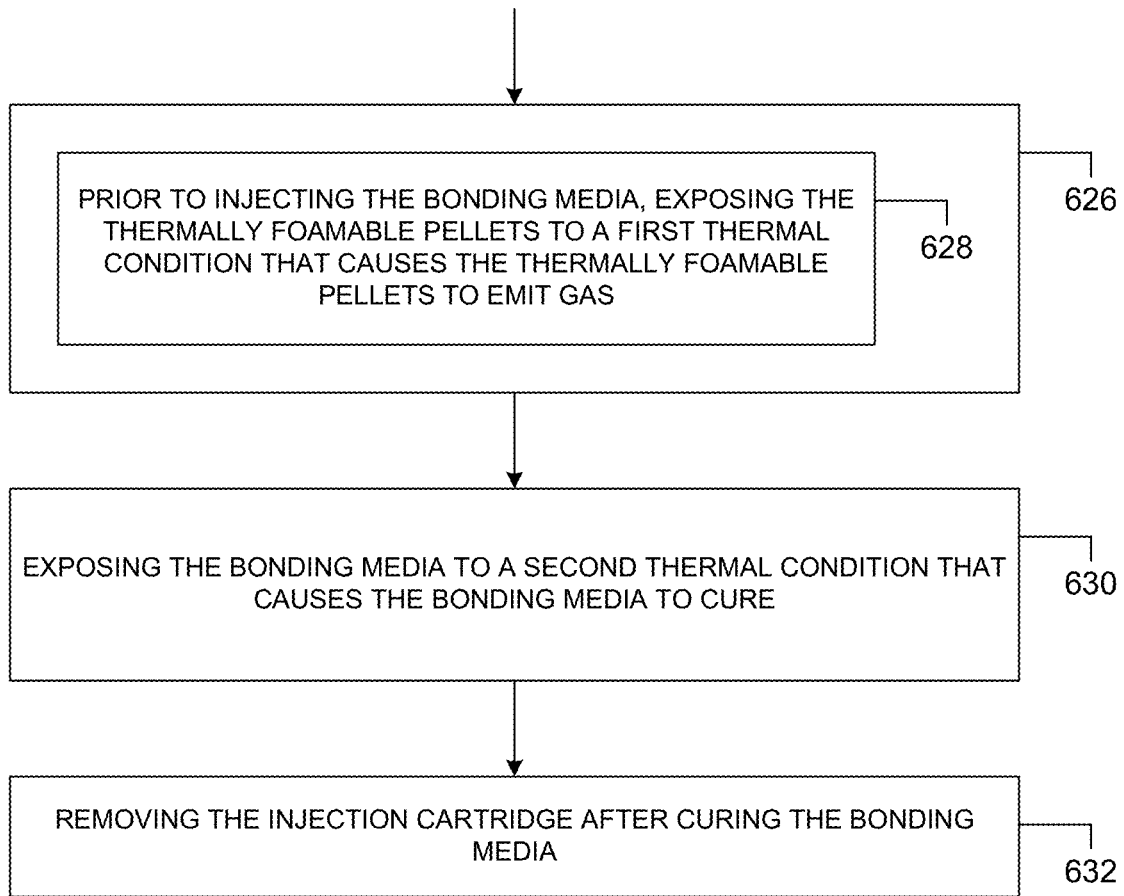 PRIOR TO INJECTING THE BONDING MEDIA, EXPOSING THE
THERMALLY FOAMABLE PELLETS TO A FIRST THERMAL
CONDITION THAT CAUSES THE THERMALLY FOAMABLE
PELLETS TO EMIT GAS
628
626
EXPOSING THE BONDING MEDIA TO A SECOND THERMAL CONDITION THAT
CAUSES THE BONDING MEDIA TO CURE
630
REMOVING THE INJECTION CARTRIDGE AFTER CURING THE BONDING
MEDIA
632